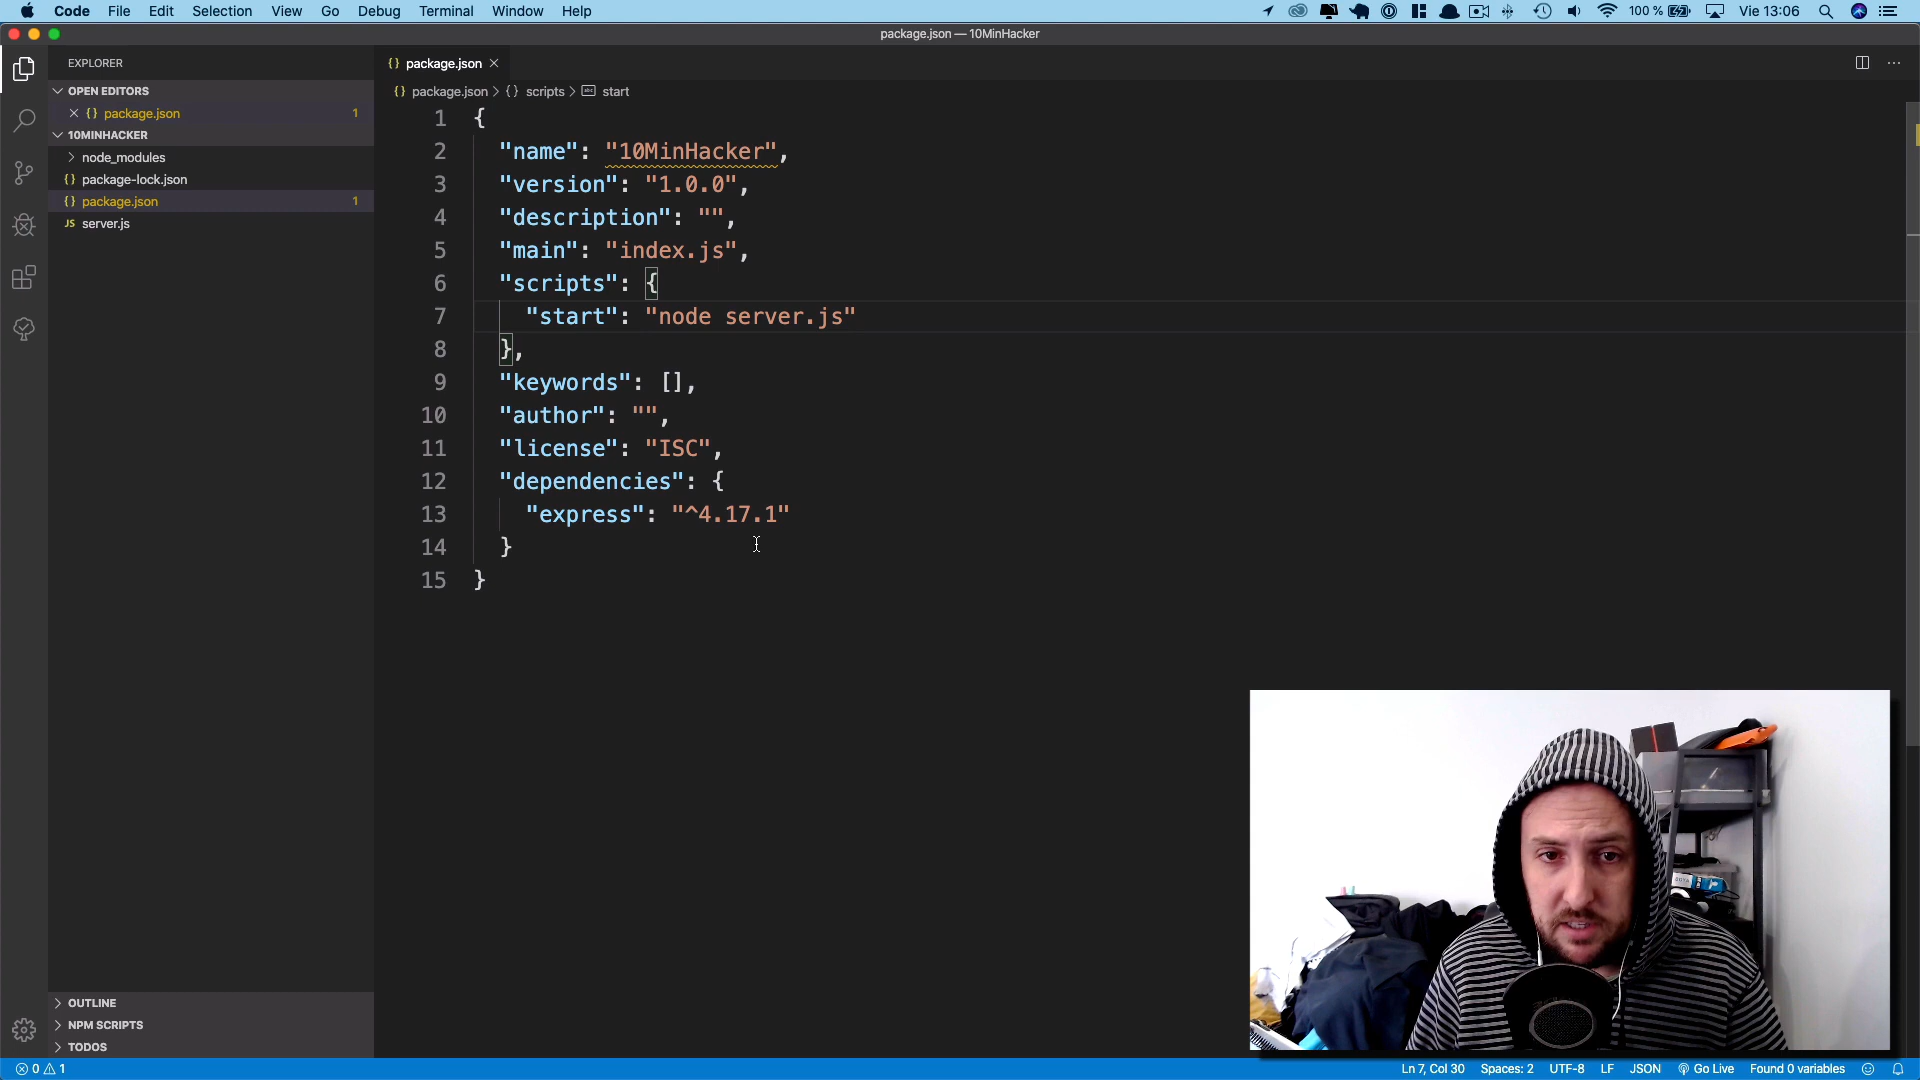 Code File Edit Selection View Go Debug Terminal Window Help
100 % Vie 13:06
package.json — 10MinHacker
EXPLORER
OPEN EDITORS
package.json 1
10MINHACKER
node_modules
package-lock.json
package.json 1
JS server.js
OUTLINE
NPM SCRIPTS
TODOS
{} package.json
{} package.json > {} scripts > start
1 {
2 "name": "10MinHacker",
3 "version": "1.0.0",
4 "description": "",
5 "main": "index.js",
6 "scripts": {
7 "start": "node server.js"
8 },
9 "keywords": [],
10 "author": "",
11 "license": "ISC",
12 "dependencies": {
13 "express": "^4.17.1"
14 }
15 }
0 1
Ln 7, Col 30 Spaces: 2 UTF-8 LF JSON Go Live Found 0 variables